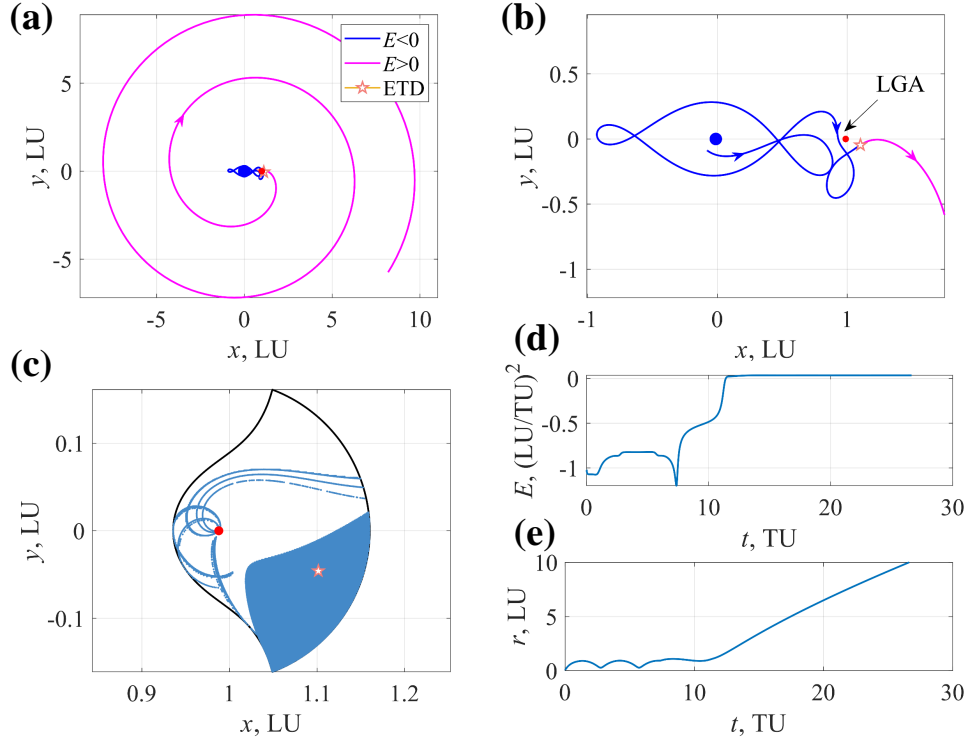 (a)
5
0
-5
-5
0
5
10
y, LU
x, LU
E<0
E>0
ETD
(b)
0.5
0
-0.5
-1
-1
0
1
y, LU
x, LU
LGA
(c)
0.1
0
-0.1
0.9
1
1.1
1.2
y, LU
x, LU
(d)
0
-0.5
-1
0
10
20
30
E, (LU/TU)^2
t, TU
(e)
10
5
0
0
10
20
30
r, LU
t, TU